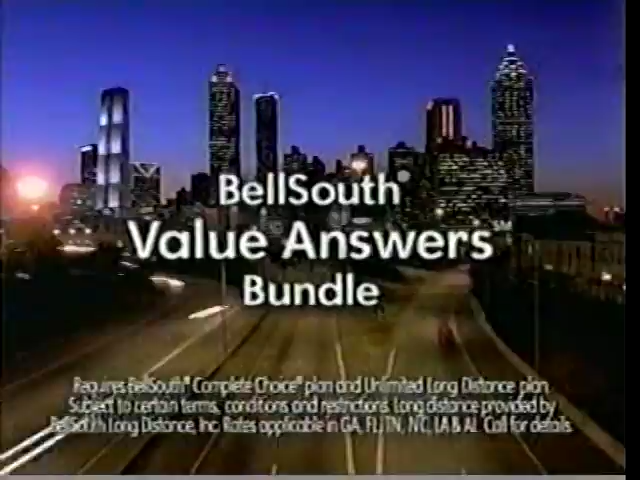 BellSouth®
Value Answers
Bundle
Requires BellSouth® Complete Choice® plan and Unlimited Long Distance plan.
Subject to certain terms, conditions and restrictions. Long distance provided by
BellSouth Long Distance, Inc. Rates applicable in GA, FL, TN, NC, LA & AL. Call for details.